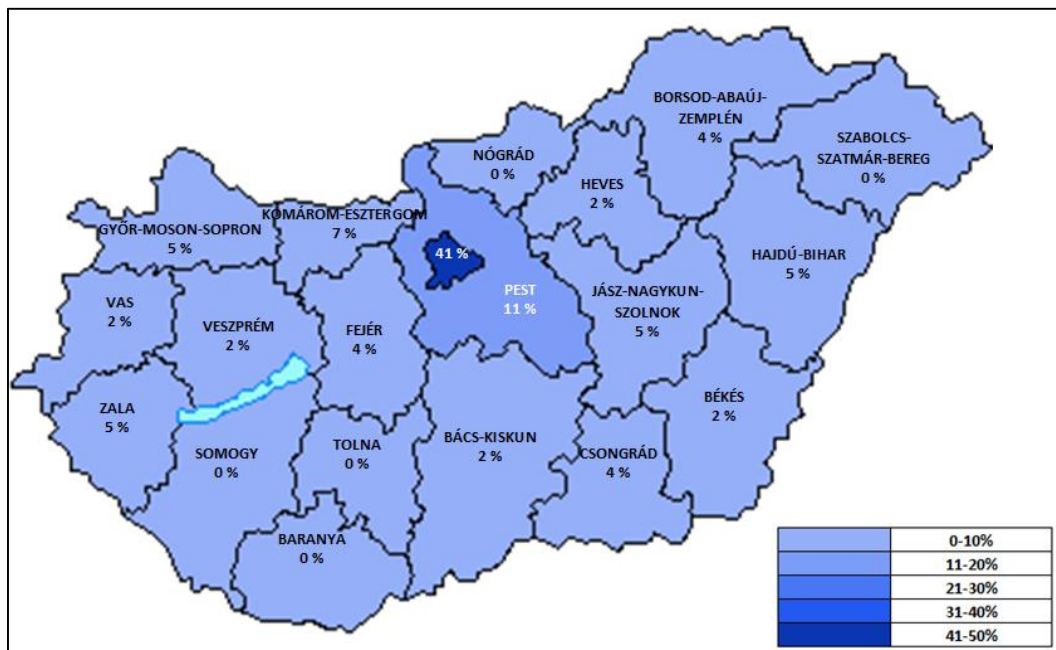 BORSOD-ABAÚJ-
ZEMPLÉN
4 %
SZABOLCS-
SZATMÁR-BEREG
0 %
NÓGRÁD
0 %
HEVES
2 %
KOMÁROM-ESZTERGOM
7 %
GYŐR-MOSON-SOPRON
5 %
41 %
PEST
11 %
HAJDÚ-BIHAR
5 %
JÁSZ-NAGYKUN-
SZOLNOK
5 %
VAS
2 %
VESZPRÉM
2 %
FEJÉR
4 %
BÉKÉS
2 %
ZALA
5 %
SOMOGY
0 %
TOLNA
0 %
BÁCS-KISKUN
2 %
CSONGRÁD
4 %
BARANYA
0 %
0-10%
11-20%
21-30%
31-40%
41-50%